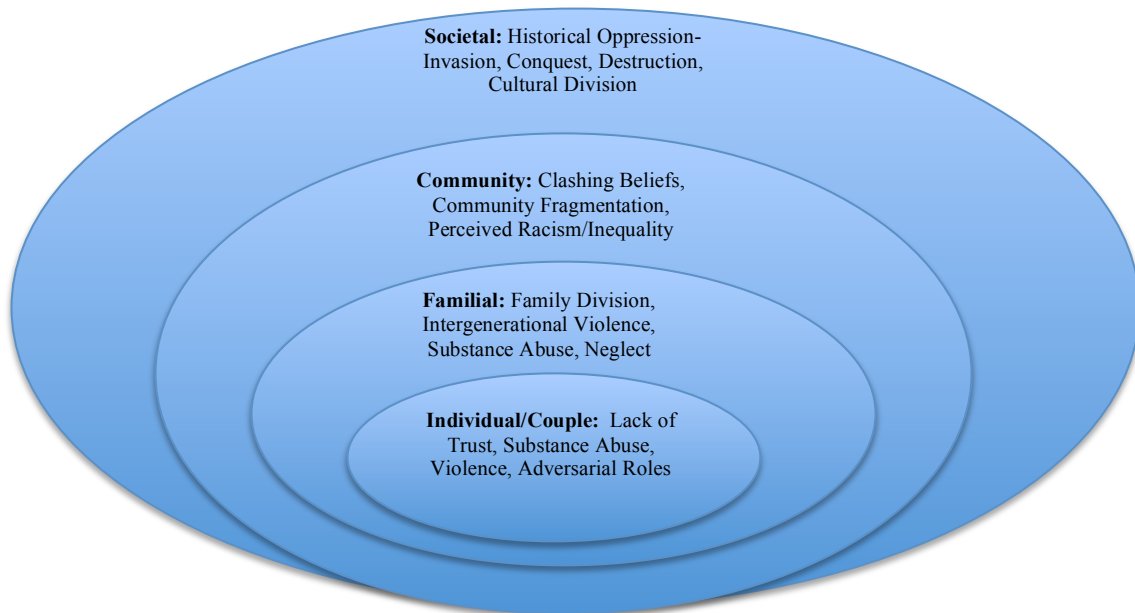 Societal: Historical Oppression-
Invasion, Conquest, Destruction,
Cultural Division
Community: Clashing Beliefs,
Community Fragmentation,
Perceived Racism/Inequality
Familial: Family Division,
Intergenerational Violence,
Substance Abuse, Neglect
Individual/Couple: Lack of
Trust, Substance Abuse,
Violence, Adversarial Roles